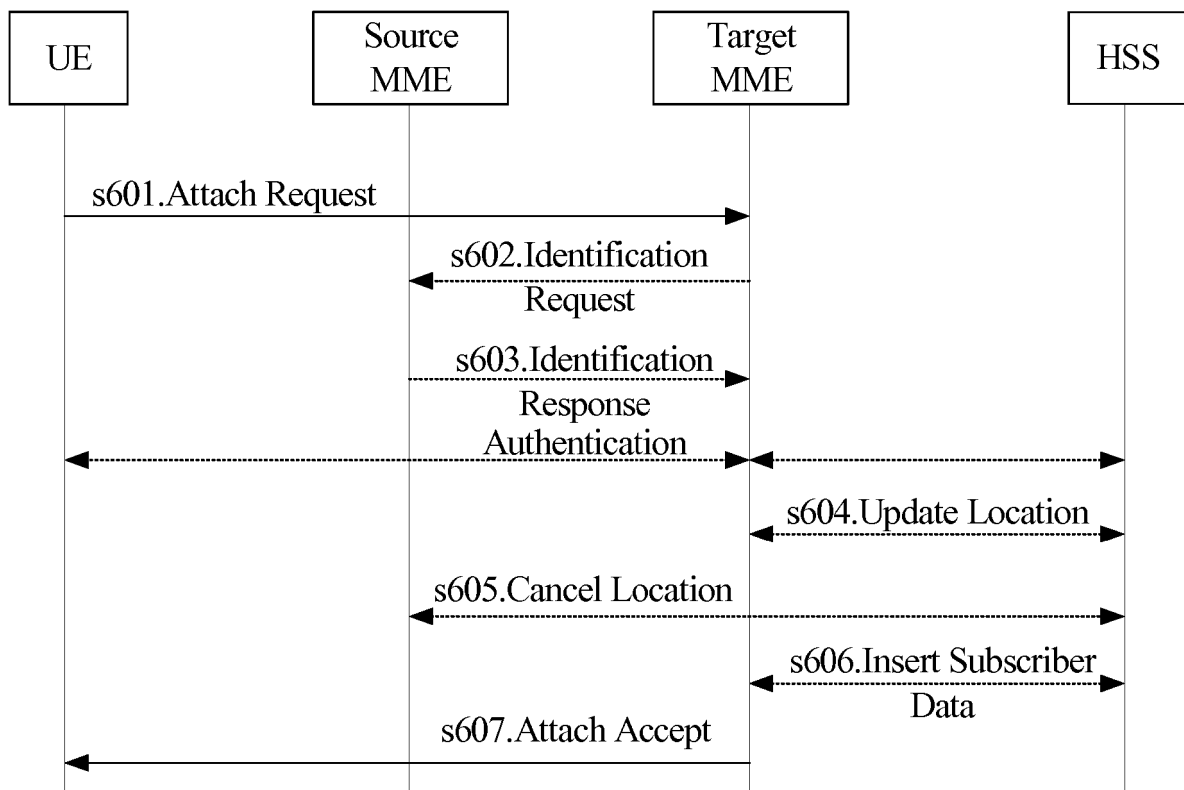 UE
Source
MME
Target
MME
HSS
s601.Attach Request
s602.Identification
Request
s603.Identification
Response
Authentication
s604.Update Location
s605.Cancel Location
s606.Insert Subscriber
Data
s607.Attach Accept